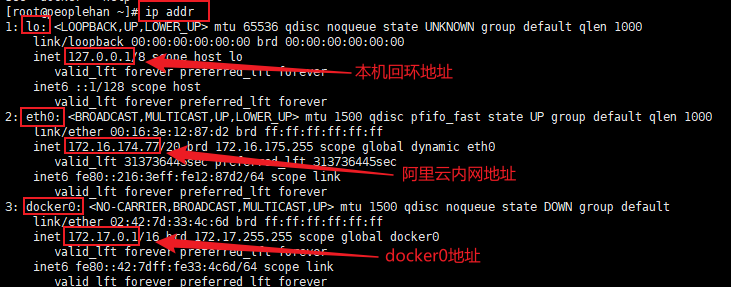 [root@peoplehan ~]# ip addr
1: lo: <LOOPBACK,UP,LOWER_UP> mtu 65536 qdisc noqueue state UNKNOWN group default qlen 1000
link/loopback 00:00:00:00:00:00 brd 00:00:00:00:00:00
inet 127.0.0.1/8 scope host lo
valid_lft forever preferred_lft forever
本机回环地址
inet6 ::1/128 scope host
valid_lft forever preferred_lft forever
2: eth0: <BROADCAST,MULTICAST,UP,LOWER_UP> mtu 1500 qdisc pfifo_fast state UP group default qlen 1000
link/ether 00:16:3e:12:87:d2 brd ff:ff:ff:ff:ff:ff
inet 172.16.174.77/20 brd 172.16.175.255 scope global dynamic eth0
valid_lft 313736445sec preferred_lft 313736445sec
阿里云内网地址
inet6 fe80::216:3eff:fe12:87d2/64 scope link
valid_lft forever preferred_lft forever
3: docker0: <NO-CARRIER,BROADCAST,MULTICAST,UP> mtu 1500 qdisc noqueue state DOWN group default
link/ether 02:42:7d:33:4c:6d brd ff:ff:ff:ff:ff:ff
inet 172.17.0.1/16 brd 172.17.255.255 scope global docker0
valid_lft forever preferred_lft forever
docker0地址
inet6 fe80::42:7dff:fe33:4c6d/64 scope link
valid_lft forever preferred_lft forever